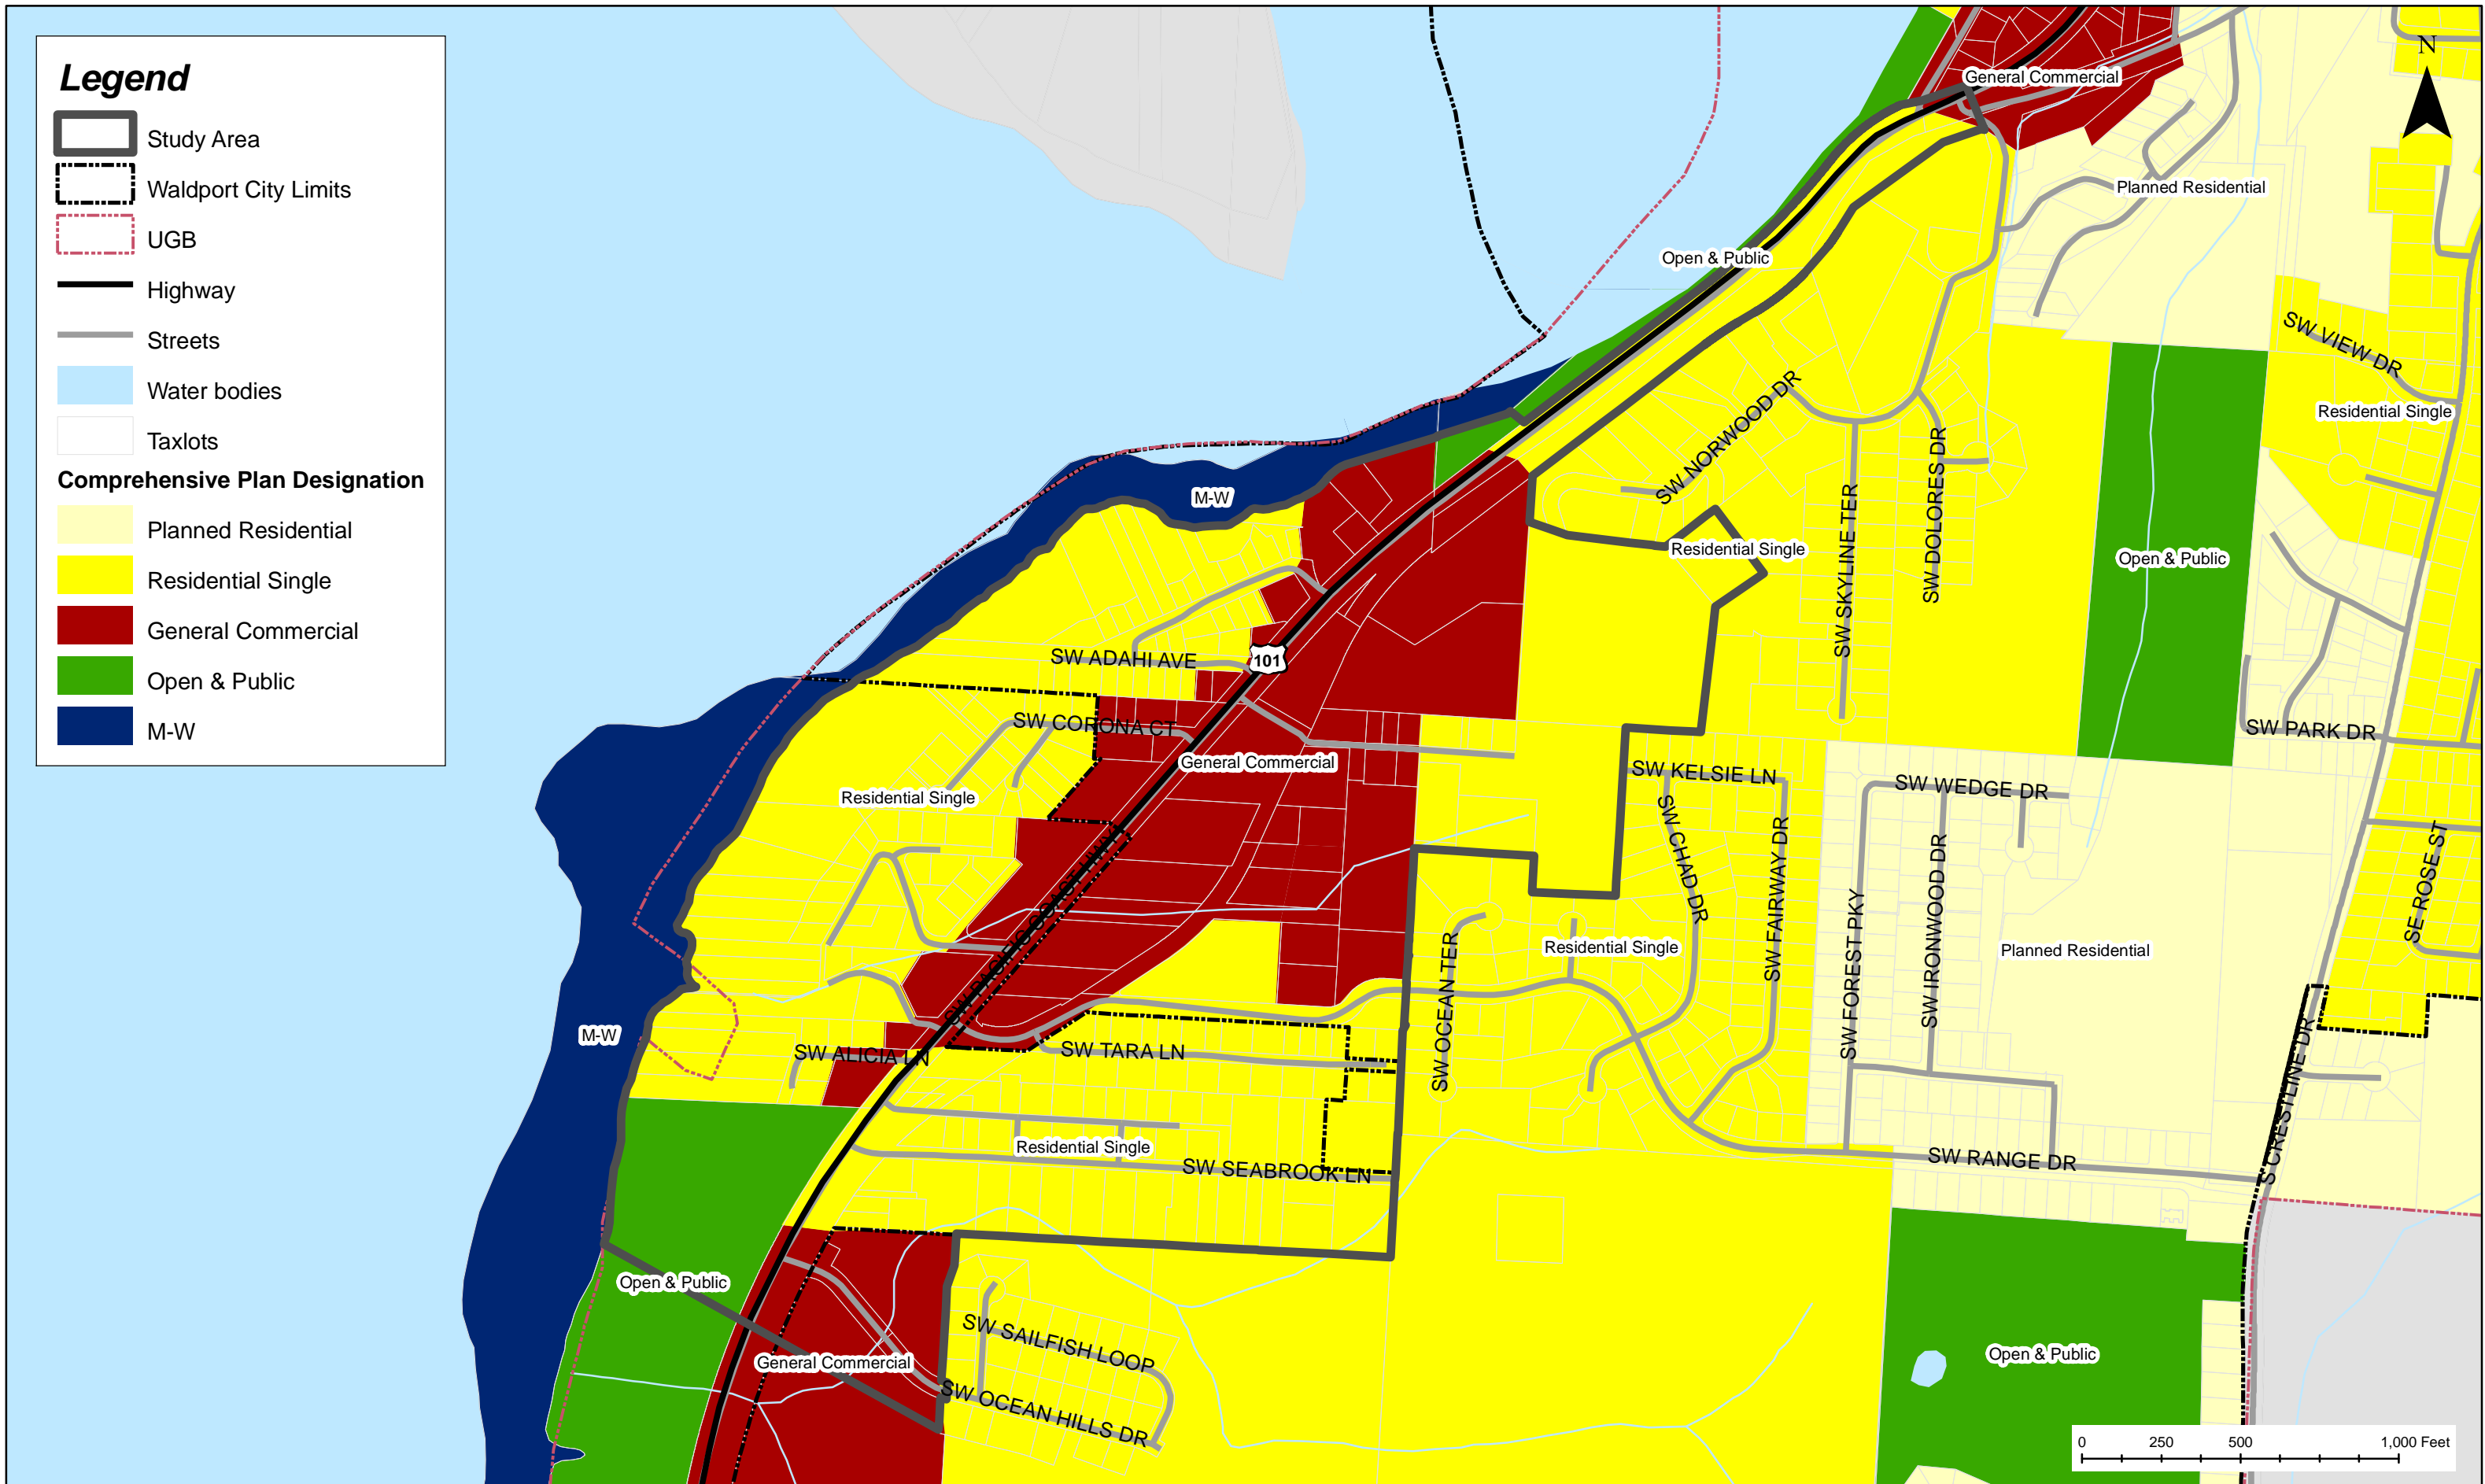 Legend
Study Area
Waldport City Limits
UGB
Highway
Streets
Water bodies
Taxlots
Comprehensive Plan Designation
Planned Residential
Residential Single
General Commercial
Open & Public
M-W
N
General Commercial
Planned Residential
Open & Public
SW VIEW DR
Residential Single
SW NORWOOD DR
SW DOLORES DR
M-W
SW SKYLINE TER
Residential Single
Open & Public
SW ADAHI AVE
101
SW CORONA CT
SW PARK DR
General Commercial
SW KELSIE LN
SW WEDGE DR
Residential Single
SW CHAD DR
SW FAIRWAY DR
SW IRONWOOD DR
SE ROSE ST
SW PACIFIC COAST HWY
SW OCEAN TER
Residential Single
SW FOREST PKY
Planned Residential
M-W
SW ALICIA LN
SW TARA LN
S CRESTLINE DR
Residential Single
SW SEABROOK LN
SW RANGE DR
Open & Public
SW SAILFISH LOOP
General Commercial
Open & Public
SW OCEAN HILLS DR
0 250 500 1,000 Feet